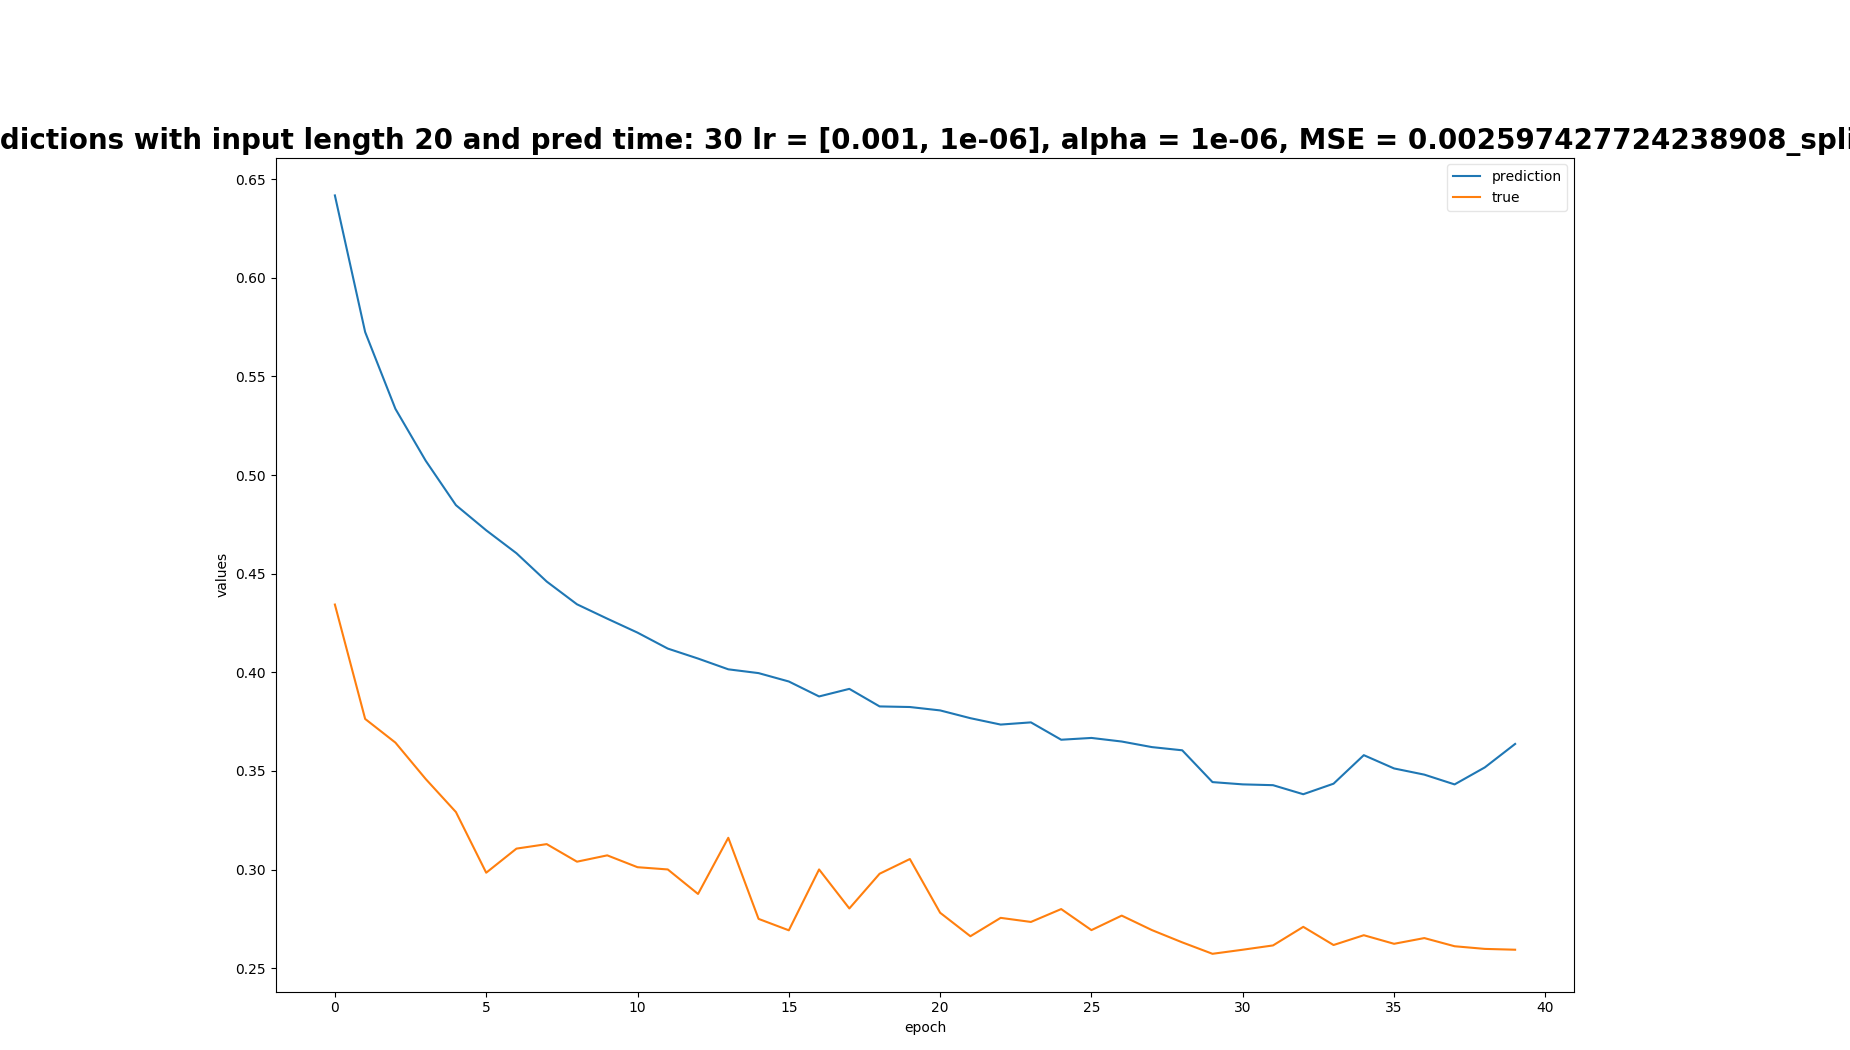 dictions with input length 20 and pred time: 30 lr = [0.001, 1e-06], alpha = 1e-06, MSE = 0.002597427724238908_spli
prediction
true
0.65
0.60
0.55
0.50
0.45
0.40
0.35
0.30
0.25
values
0 5 10 15 20 25 30 35 40
epoch